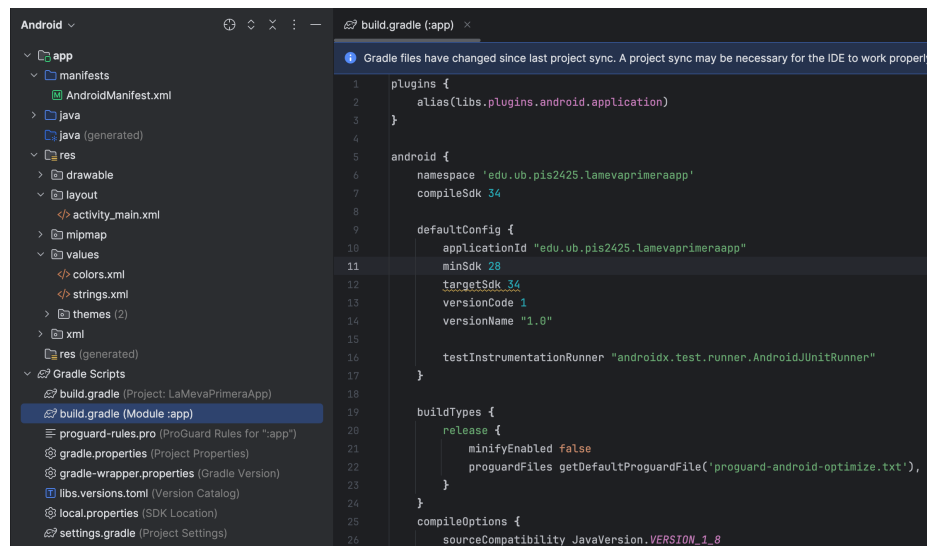 Android
app
manifests
AndroidManifest.xml
java
java (generated)
res
drawable
layout
activity_main.xml
mipmap
values
colors.xml
strings.xml
themes (2)
xml
res (generated)
Gradle Scripts
build.gradle (Project: LaMevaPrimeraApp)
build.gradle (Module :app)
proguard-rules.pro (ProGuard Rules for ":app")
gradle.properties (Project Properties)
gradle-wrapper.properties (Gradle Version)
libs.versions.toml (Version Catalog)
local.properties (SDK Location)
settings.gradle (Project Settings)
build.gradle (:app)
Gradle files have changed since last project sync. A project sync may be necessary for the IDE to work properly
1 plugins {
2 alias(libs.plugins.android.application)
3 }
4
5 android {
6 namespace 'edu.ub.pis2425.lamevaprimeraapp'
7 compileSdk 34
8
9 defaultConfig {
10 applicationId "edu.ub.pis2425.lamevaprimeraapp"
11 minSdk 28
12 targetSdk 34
13 versionCode 1
14 versionName "1.0"
15
16 testInstrumentationRunner "androidx.test.runner.AndroidJUnitRunner"
17 }
18
19 buildTypes {
20 release {
21 minifyEnabled false
22 proguardFiles getDefaultProguardFile('proguard-android-optimize.txt'),
23 }
24 }
25 compileOptions {
26 sourceCompatibility JavaVersion.VERSION_1_8